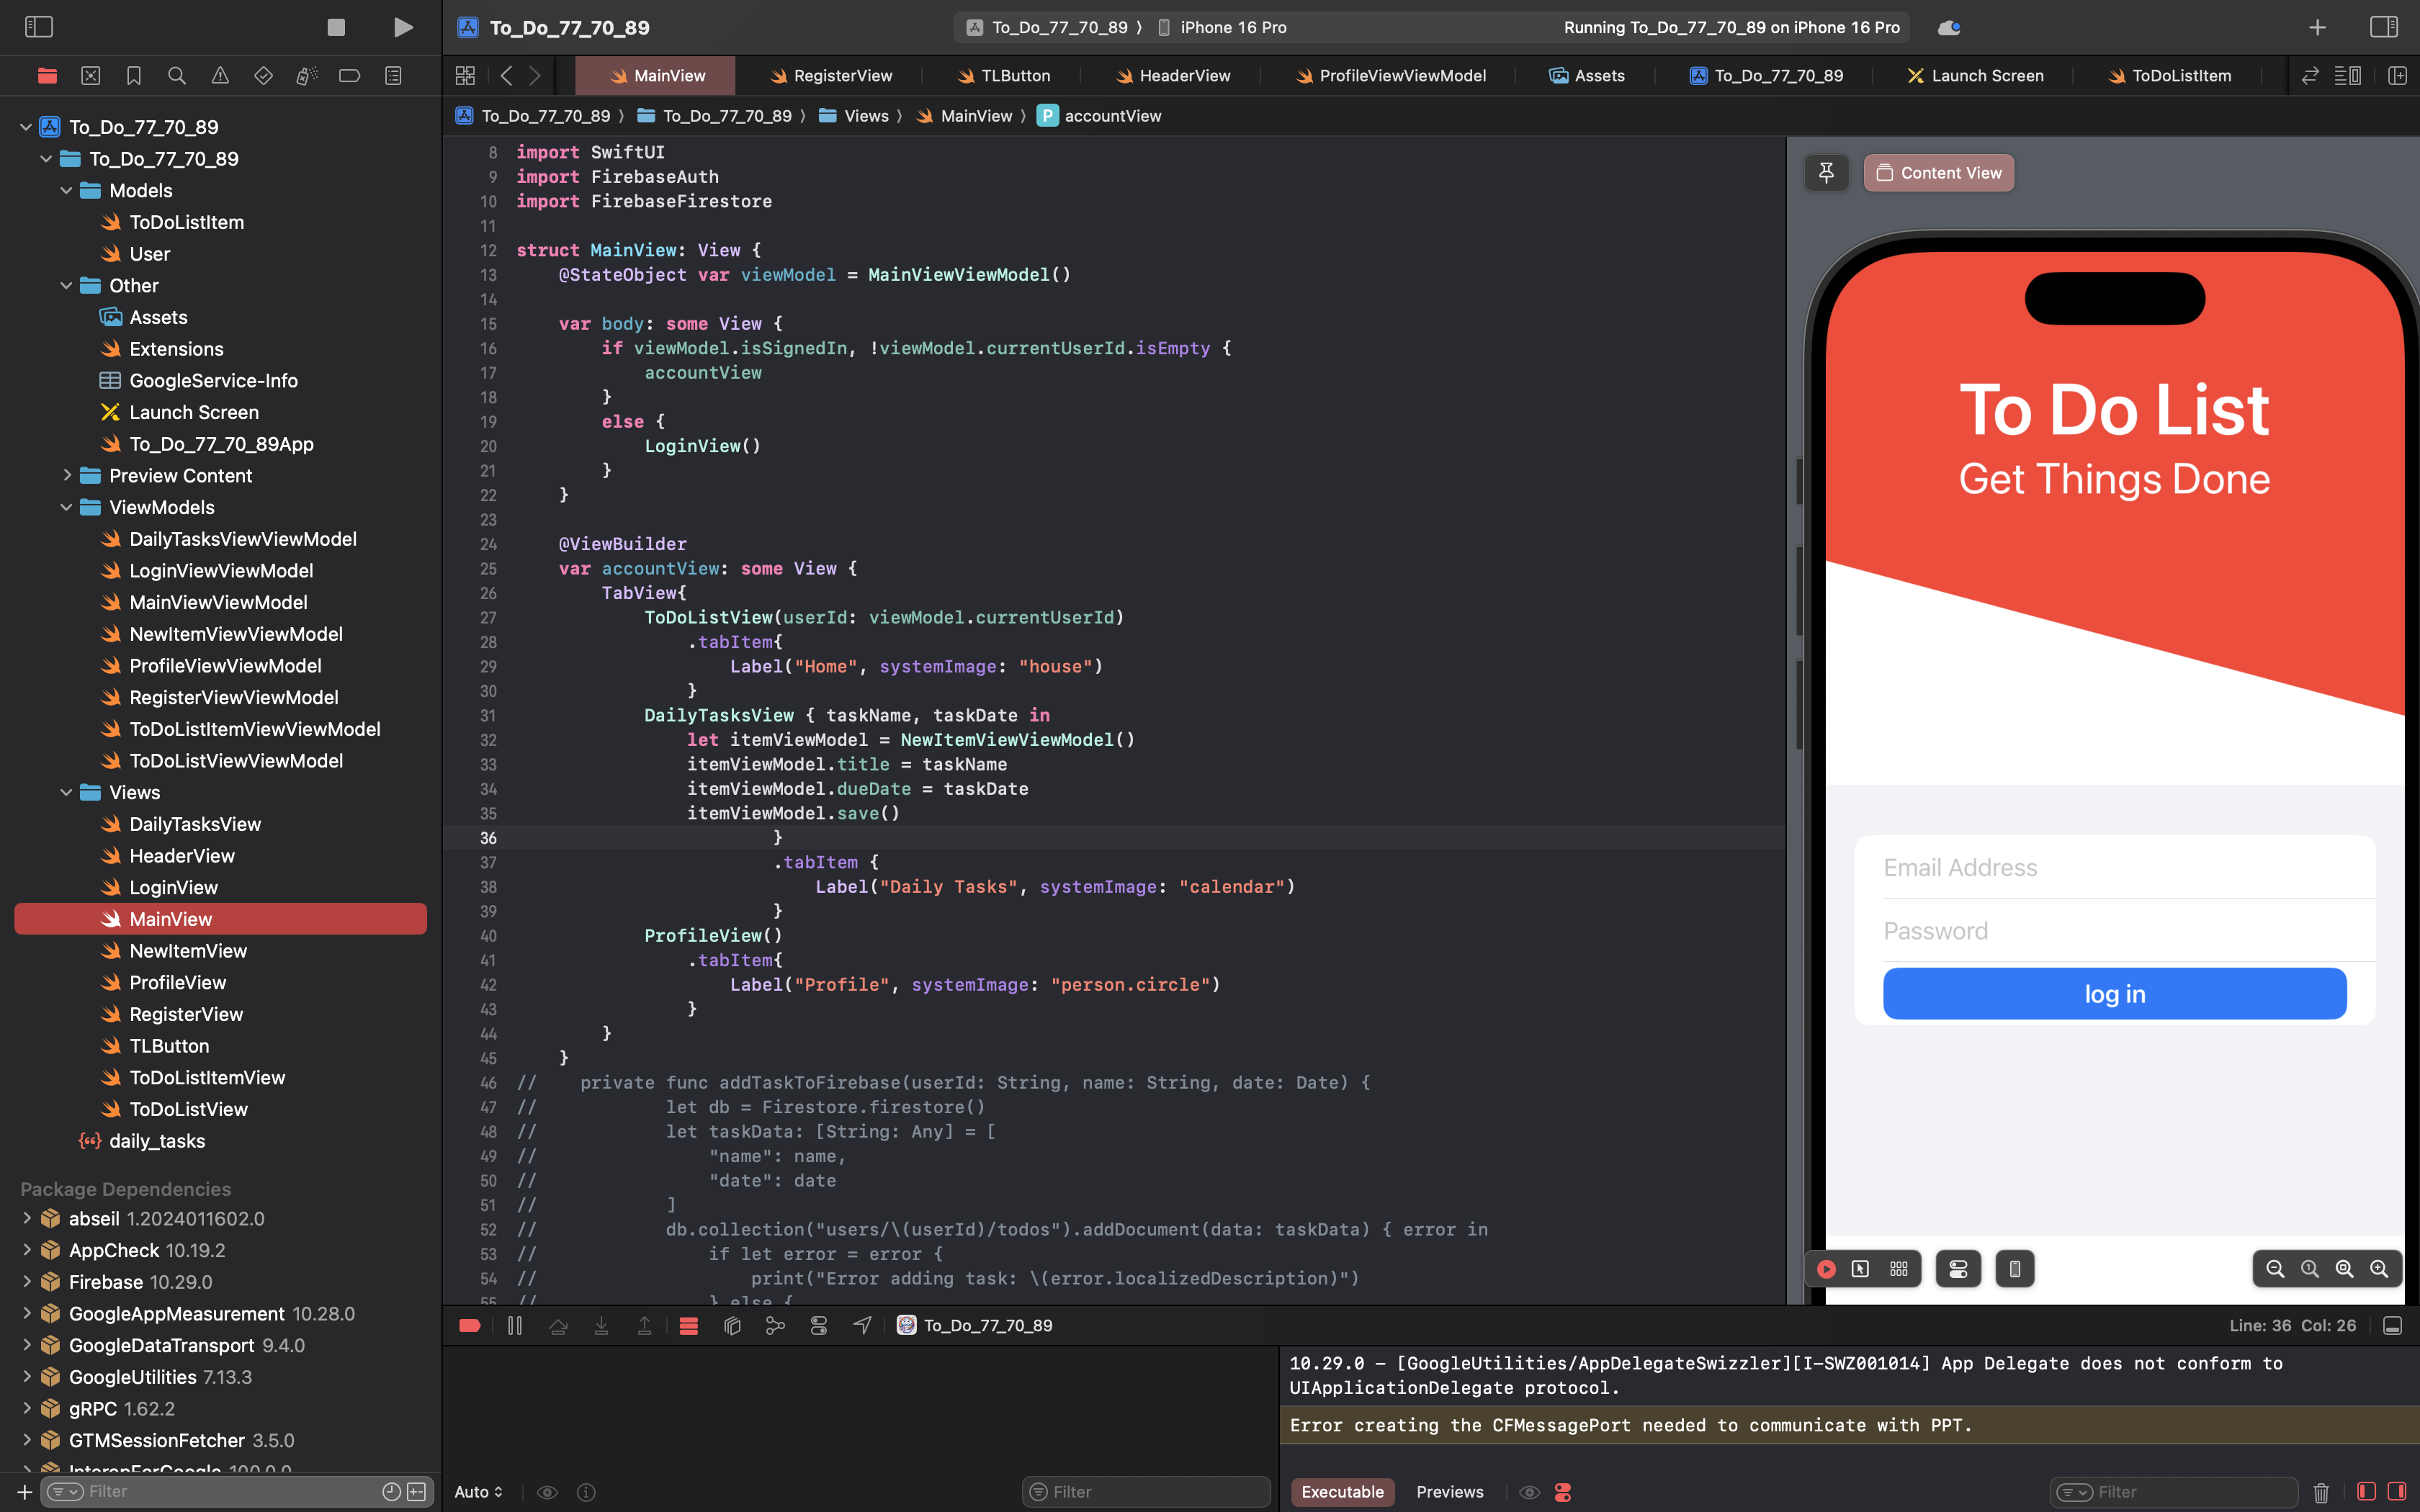 To_Do_77_70_89
To_Do_77_70_89 ⟩ iPhone 16 Pro
Running To_Do_77_70_89 on iPhone 16 Pro
MainView
RegisterView
TLButton
HeaderView
ProfileViewViewModel
Assets
To_Do_77_70_89
Launch Screen
ToDoListItem
To_Do_77_70_89 ⟩ To_Do_77_70_89 ⟩ Views ⟩ MainView ⟩ P accountView
To_Do_77_70_89
To_Do_77_70_89
Models
ToDoListItem
User
Other
Assets
Extensions
GoogleService-Info
Launch Screen
To_Do_77_70_89App
Preview Content
ViewModels
DailyTasksViewViewModel
LoginViewViewModel
MainViewViewModel
NewItemViewViewModel
ProfileViewViewModel
RegisterViewViewModel
ToDoListItemViewViewModel
ToDoListViewViewModel
Views
DailyTasksView
HeaderView
LoginView
MainView
NewItemView
ProfileView
RegisterView
TLButton
ToDoListItemView
ToDoListView
daily_tasks
Package Dependencies
abseil 1.2024011602.0
AppCheck 10.19.2
Firebase 10.29.0
GoogleAppMeasurement 10.28.0
GoogleDataTransport 9.4.0
GoogleUtilities 7.13.3
gRPC 1.62.2
GTMSessionFetcher 3.5.0
InteropForGoogle 100.0.0
Filter
8 import SwiftUI
9 import FirebaseAuth
10 import FirebaseFirestore
11
12 struct MainView: View {
13     @StateObject var viewModel = MainViewViewModel()
14
15     var body: some View {
16         if viewModel.isSignedIn, !viewModel.currentUserId.isEmpty {
17             accountView
18         }
19         else {
20             LoginView()
21         }
22     }
23
24     @ViewBuilder
25     var accountView: some View {
26         TabView{
27             ToDoListView(userId: viewModel.currentUserId)
28                 .tabItem{
29                     Label("Home", systemImage: "house")
30                 }
31             DailyTasksView { taskName, taskDate in
32                 let itemViewModel = NewItemViewViewModel()
33                 itemViewModel.title = taskName
34                 itemViewModel.dueDate = taskDate
35                 itemViewModel.save()
36                         }
37                         .tabItem {
38                             Label("Daily Tasks", systemImage: "calendar")
39                         }
40             ProfileView()
41                 .tabItem{
42                     Label("Profile", systemImage: "person.circle")
43                 }
44         }
45     }
46 //    private func addTaskToFirebase(userId: String, name: String, date: Date) {
47 //            let db = Firestore.firestore()
48 //            let taskData: [String: Any] = [
49 //                "name": name,
50 //                "date": date
51 //            ]
52 //            db.collection("users/\(userId)/todos").addDocument(data: taskData) { error in
53 //                if let error = error {
54 //                    print("Error adding task: \(error.localizedDescription)")
55 //                } else {
Content View
To Do List
Get Things Done
Email Address
Password
log in
To_Do_77_70_89
Line: 36 Col: 26
10.29.0 - [GoogleUtilities/AppDelegateSwizzler][I-SWZ001014] App Delegate does not conform to
UIApplicationDelegate protocol.
Error creating the CFMessagePort needed to communicate with PPT.
Auto
Filter
Executable
Previews
Filter